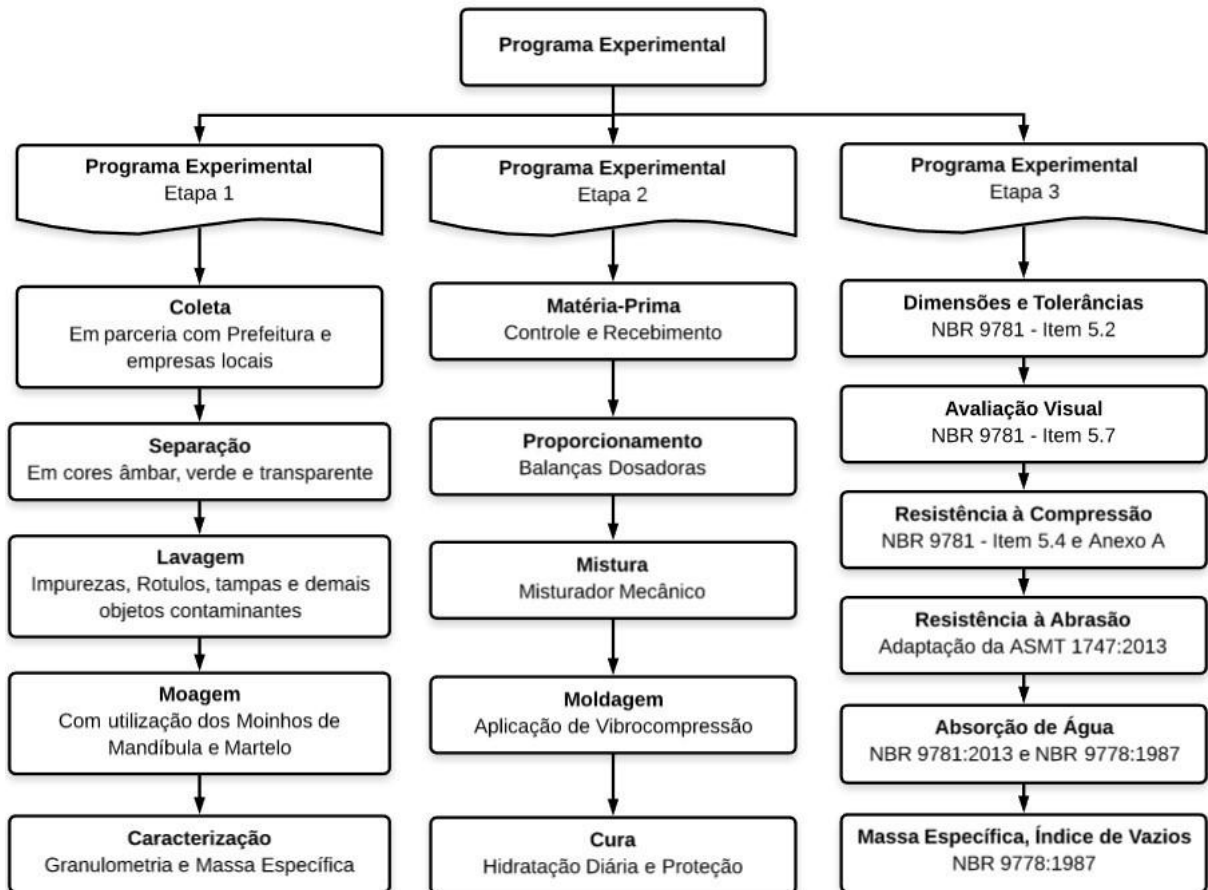 Programa Experimental
Programa Experimental
Etapa 1
Coleta
Em parceria com Prefeitura e
empresas locais
Separação
Em cores âmbar, verde e transparente
Lavagem
Impurezas, Rotulos, tampas e demais
objetos contaminantes
Moagem
Com utilização dos Moinhos de
Mandíbula e Martelo
Caracterização
Granulometria e Massa Específica
Programa Experimental
Etapa 2
Matéria-Prima
Controle e Recebimento
Proporcionamento
Balanças Dosadoras
Mistura
Misturador Mecânico
Moldagem
Aplicação de Vibrocompressão
Cura
Hidratação Diária e Proteção
Programa Experimental
Etapa 3
Dimensões e Tolerâncias
NBR 9781 - Item 5.2
Avaliação Visual
NBR 9781 - Item 5.7
Resistência à Compressão
NBR 9781 - Item 5.4 e Anexo A
Resistência à Abrasão
Adaptação da ASMT 1747:2013
Absorção de Água
NBR 9781:2013 e NBR 9778:1987
Massa Específica, Índice de Vazios
NBR 9778:1987